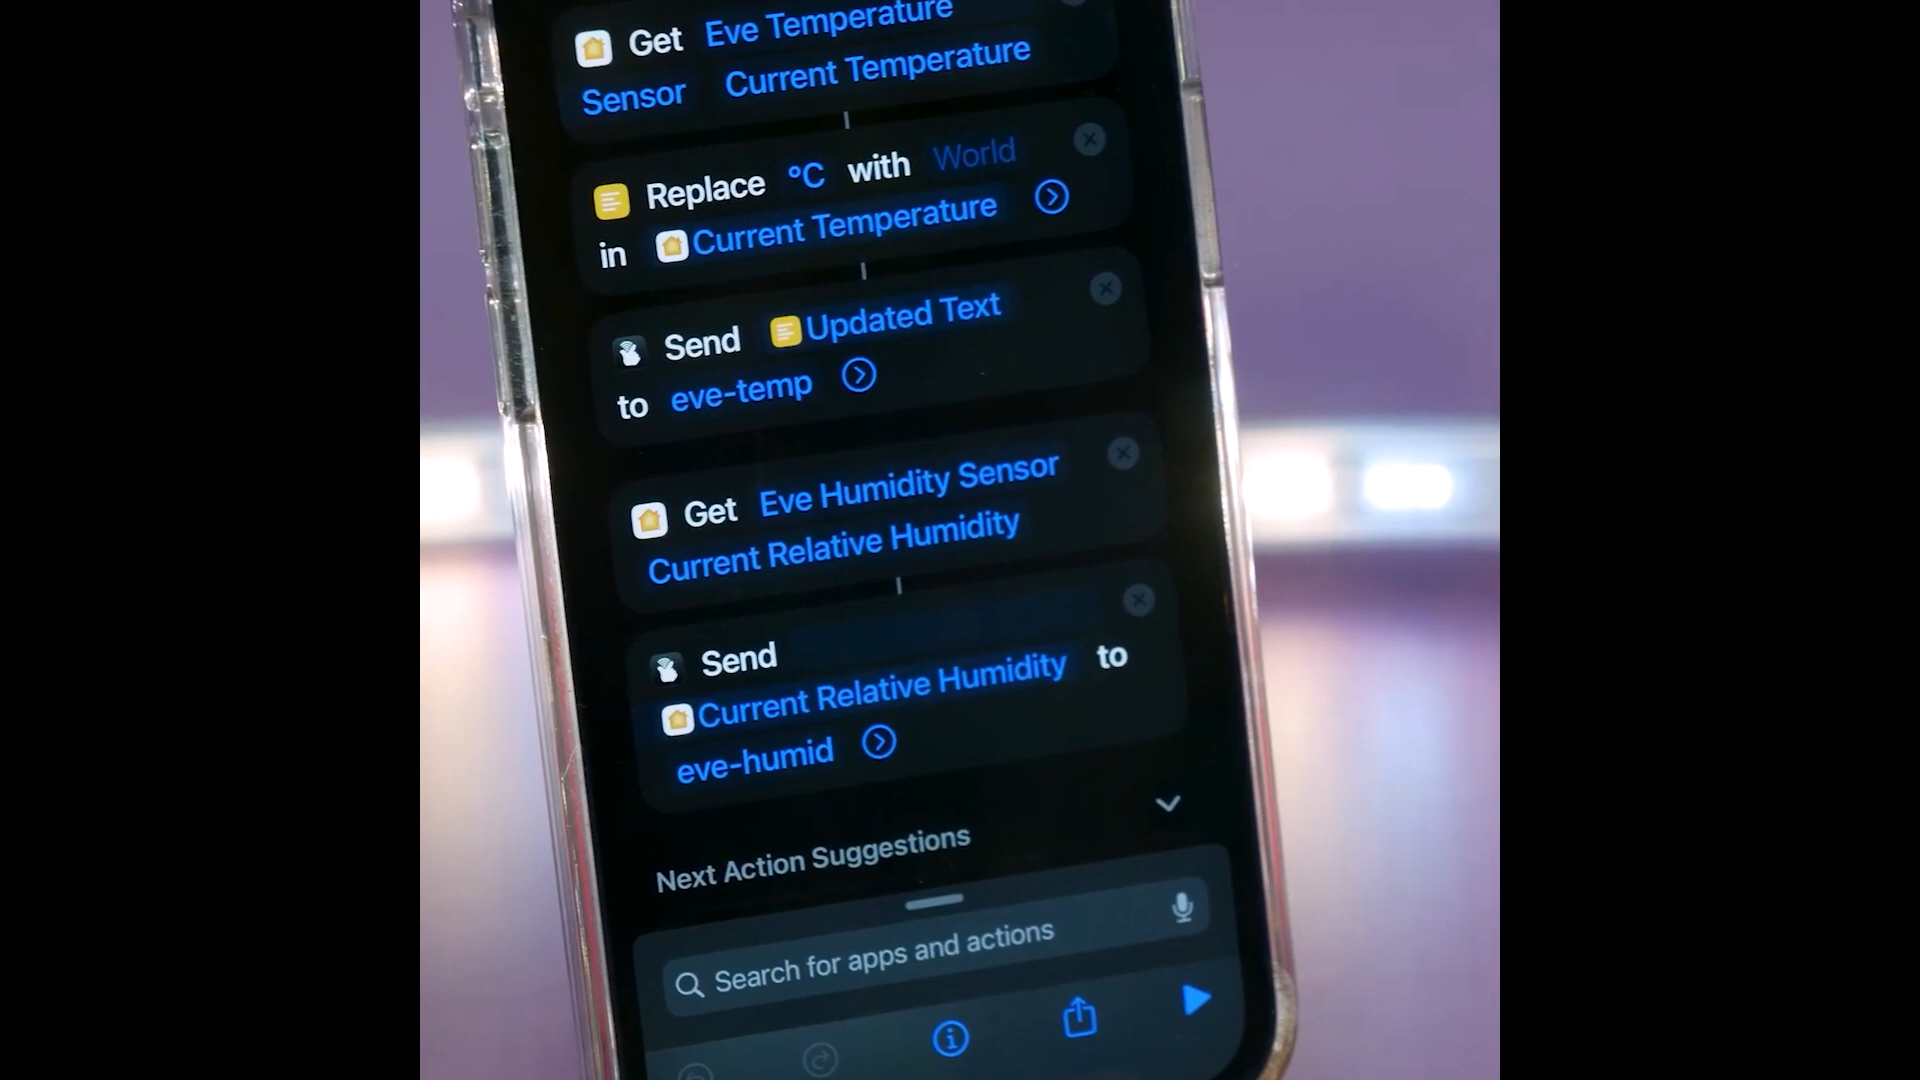 Get Eve Temperature
Sensor Current Temperature
Replace °C with World
in Current Temperature
Send Updated Text
to eve-temp
Get Eve Humidity Sensor
Current Relative Humidity
Send
Current Relative Humidity to
eve-humid
Next Action Suggestions
Search for apps and actions